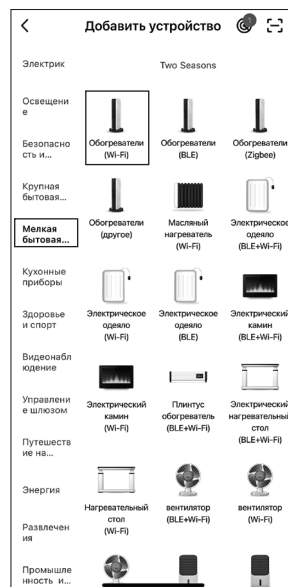 Добавить устройство
Электрик
Освещени
е
Безопасно
сть и...
Крупная
бытовая...
Мелкая
бытовая...
Кухонные
приборы
Здоровье
и спорт
Видеонабл
юдение
Управлени
е шлюзом
Путешеств
ие на...
Энергия
Развлечен
ия
Промышле
нность и...
Two Seasons
Обогреватели
(Wi-Fi)
Обогреватели
(BLE)
Обогреватели
(Zigbee)
Обогреватели
(другое)
Масляный
нагреватель
(Wi-Fi)
Электрическое
одеяло
(BLE+Wi-Fi)
Электрическое
одеяло
(Wi-Fi)
Электрическое
одеяло
(BLE)
Электрический
камин
(BLE+Wi-Fi)
Электрический
камин
(Wi-Fi)
Плинтус
обогреватель
(BLE+Wi-Fi)
Электрический
нагревательный
стол
(BLE+Wi-Fi)
Нагревательный
стол
(Wi-Fi)
вентилятор
(BLE+Wi-Fi)
вентилятор
(Wi-Fi)